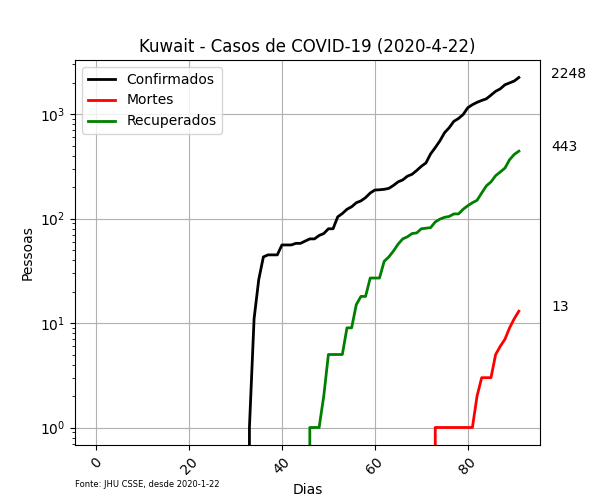 Kuwait - Casos de COVID-19 (2020-4-22)
Confirmados
Mortes
Recuperados
2248
443
13
Pessoas
10³
10²
10¹
10⁰
0
20
40
60
80
Dias
Fonte: JHU CSSE, desde 2020-1-22